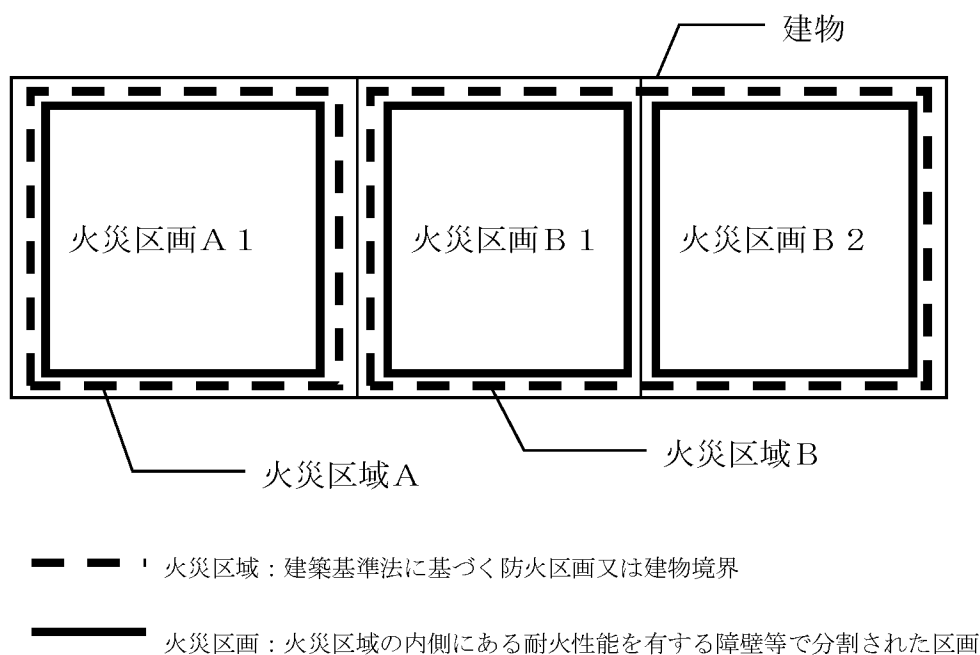 建物
火災区画A1
火災区画B1
火災区画B2
火災区域A
火災区域B
火災区域：建築基準法に基づく防火区画又は建物境界
火災区画：火災区域の内側にある耐火性能を有する障壁等で分割された区画